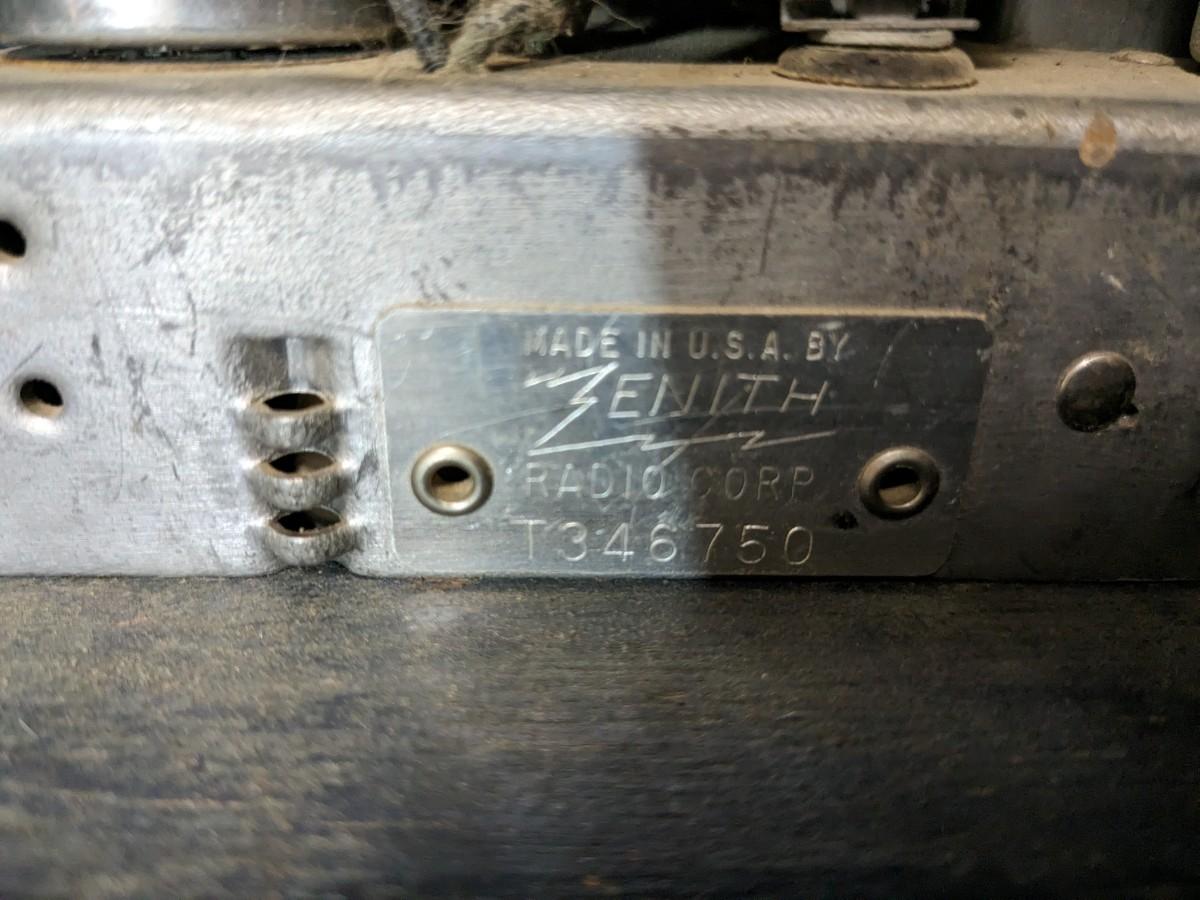 MADE IN U.S.A. BY
ZENITH
RADIO CORP
T346750